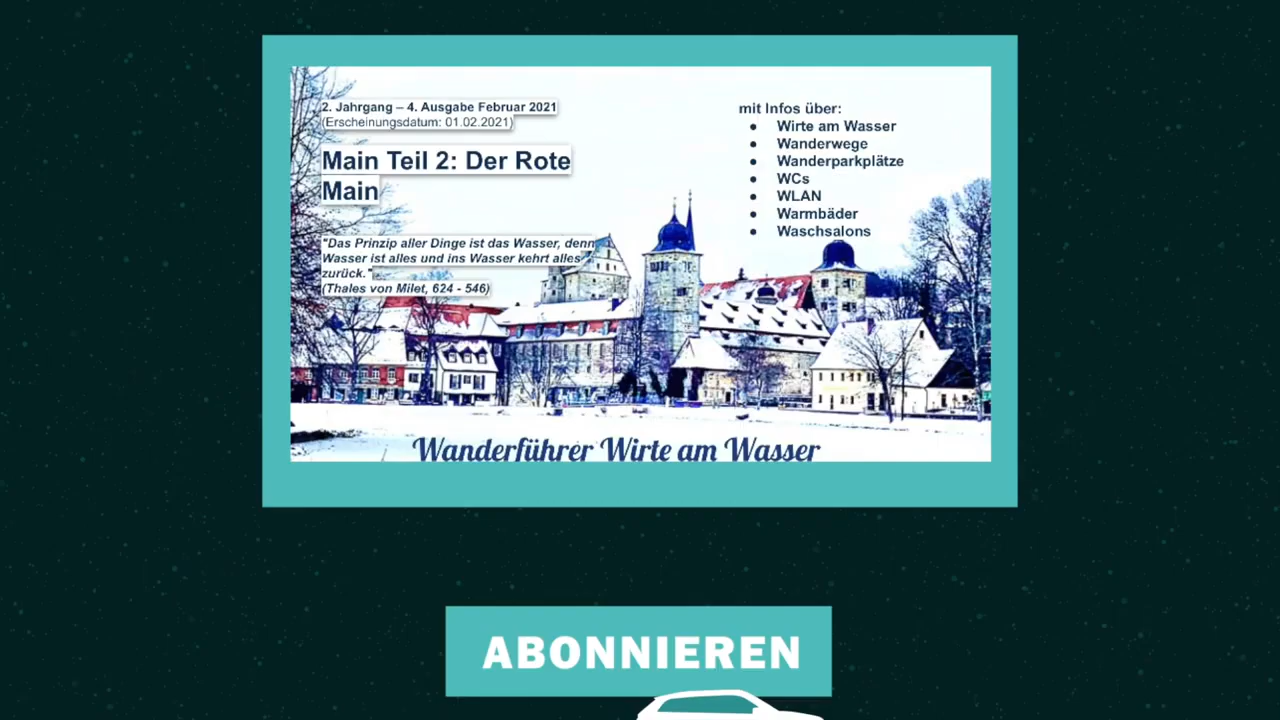 2. Jahrgang – 4. Ausgabe Februar 2021
(Erscheinungsdatum: 01.02.2021)
Main Teil 2: Der Rote
Main
"Das Prinzip aller Dinge ist das Wasser, denn
Wasser ist alles und ins Wasser kehrt alles
zurück."
(Thales von Milet, 624 - 546)
mit Infos über:
● Wirte am Wasser
● Wanderwege
● Wanderparkplätze
● WCs
● WLAN
● Warmbäder
● Waschsalons
Wanderführer Wirte am Wasser
ABONNIEREN